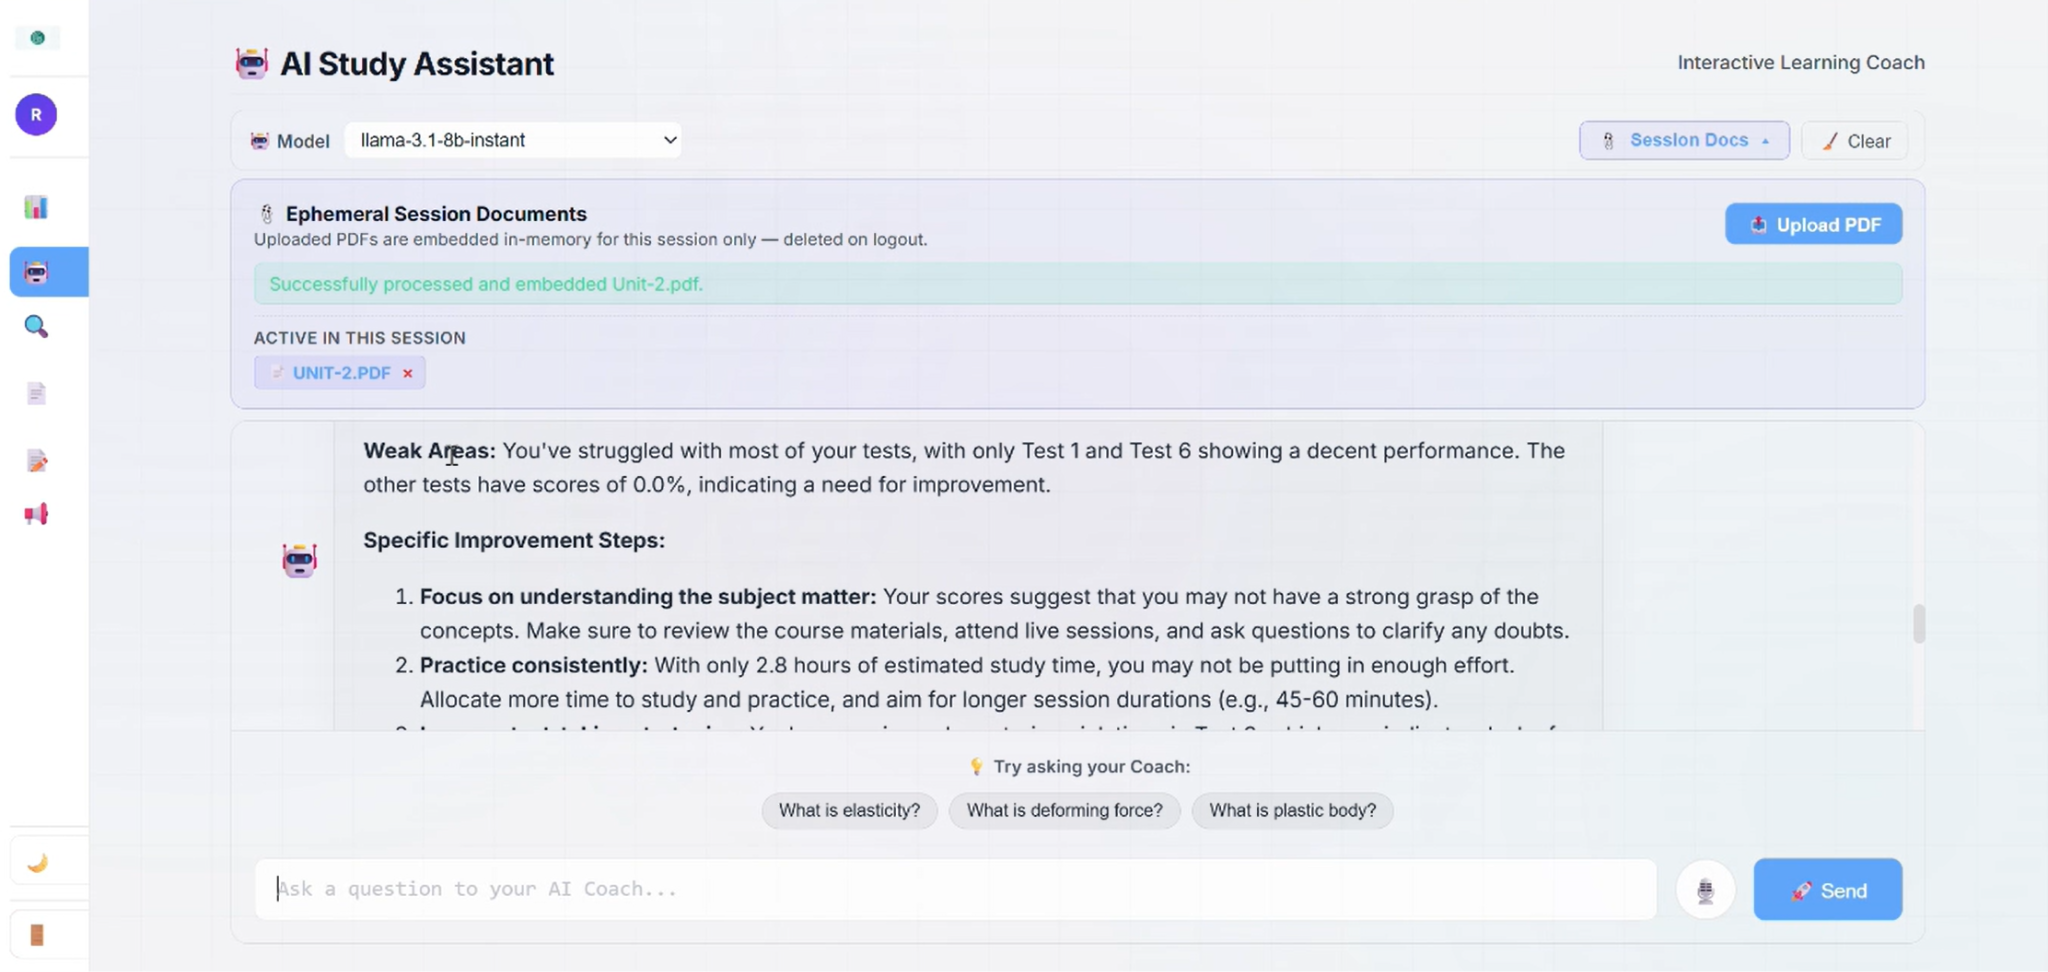 AI Study Assistant
Interactive Learning Coach
R
Model
llama-3.1-8b-instant
Session Docs
Clear
Ephemeral Session Documents
Uploaded PDFs are embedded in-memory for this session only — deleted on logout.
Upload PDF
Successfully processed and embedded Unit-2.pdf.
ACTIVE IN THIS SESSION
UNIT-2.PDF ×
Weak Areas: You've struggled with most of your tests, with only Test 1 and Test 6 showing a decent performance. The
other tests have scores of 0.0%, indicating a need for improvement.
Specific Improvement Steps:
1. Focus on understanding the subject matter: Your scores suggest that you may not have a strong grasp of the
concepts. Make sure to review the course materials, attend live sessions, and ask questions to clarify any doubts.
2. Practice consistently: With only 2.8 hours of estimated study time, you may not be putting in enough effort.
Allocate more time to study and practice, and aim for longer session durations (e.g., 45-60 minutes).
Try asking your Coach:
What is elasticity?
What is deforming force?
What is plastic body?
Ask a question to your AI Coach...
Send